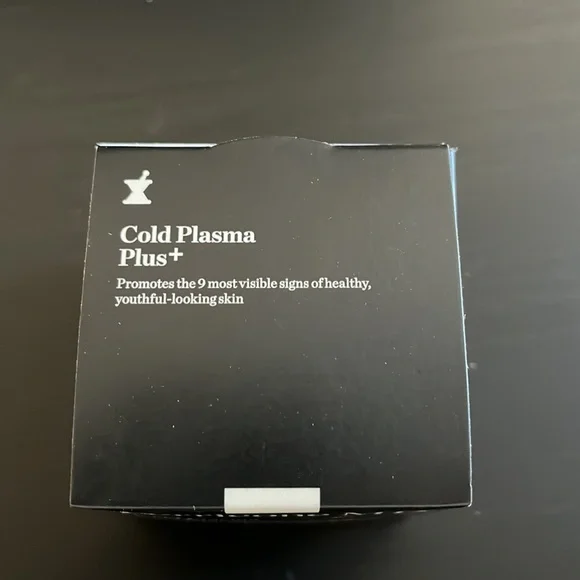 Cold Plasma
Plus+
Promotes the 9 most visible signs of healthy,
youthful-looking skin